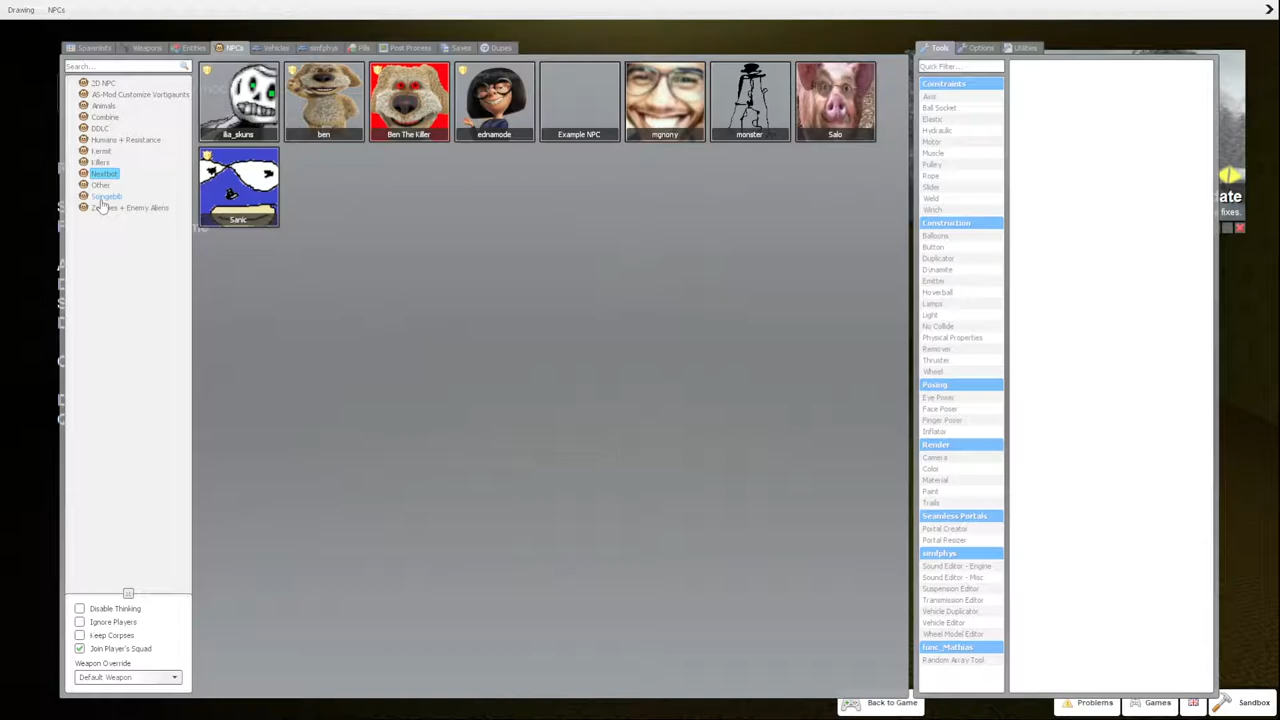 Drawing NPCs
Spawnlists Weapons Entities NPCs Vehicles simfphys Pills Post Process Saves Dupes
Search...
2D NPC
AS-Mod Customize Vortigaunts
Animals
Combine
DDLC
Humans + Resistance
Kermit
Killers
Nextbot
Other
Spingebib
Zombies + Enemy Aliens
ilia_skuns
ben
Ben The Killer
ednamode
Example NPC
mgnony
monster
Salo
Sanic
Disable Thinking
Ignore Players
Keep Corpses
Join Player's Squad
Weapon Override
Default Weapon
Tools Options Utilities
Quick Filter...
Constraints
Axis
Ball Socket
Elastic
Hydraulic
Motor
Muscle
Pulley
Rope
Slider
Weld
Winch
Construction
Balloons
Button
Duplicator
Dynamite
Emitter
Hoverball
Lamps
Light
No Collide
Physical Properties
Remover
Thruster
Wheel
Posing
Eye Poser
Face Poser
Finger Poser
Inflator
Render
Camera
Color
Material
Paint
Trails
Seamless Portals
Portal Creator
Portal Resizer
simfphys
Sound Editor - Engine
Sound Editor - Misc
Suspension Editor
Transmission Editor
Vehicle Duplicator
Vehicle Editor
Wheel Model Editor
func_Mathias
Random Array Tool
date
fixes.
Back to Game
Problems
Games
Sandbox